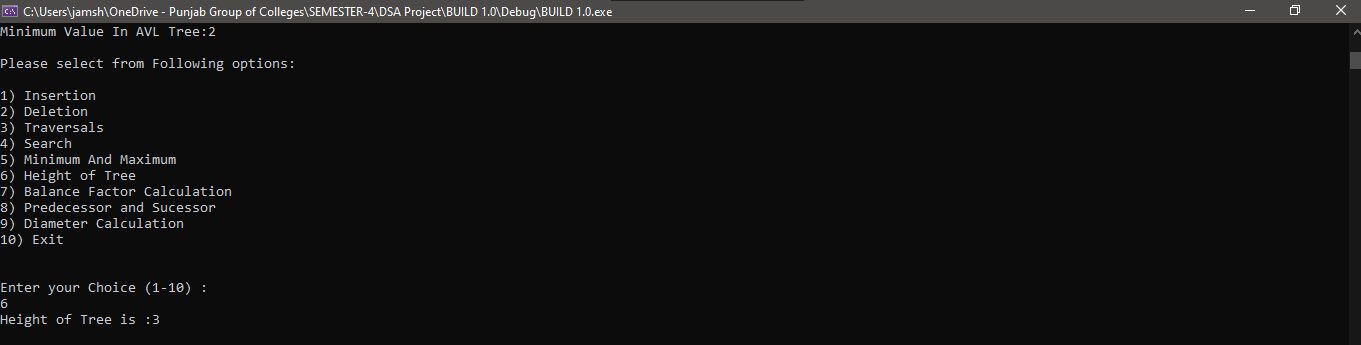 C:\Users\jamsh\OneDrive - Punjab Group of Colleges\SEMESTER-4\DSA Project\BUILD 1.0\Debug\BUILD 1.0.exe
Minimum Value In AVL Tree:2
Please select from Following options:
1) Insertion
2) Deletion
3) Traversals
4) Search
5) Minimum And Maximum
6) Height of Tree
7) Balance Factor Calculation
8) Predecessor and Sucessor
9) Diameter Calculation
10) Exit
Enter your Choice (1-10) :
6
Height of Tree is :3